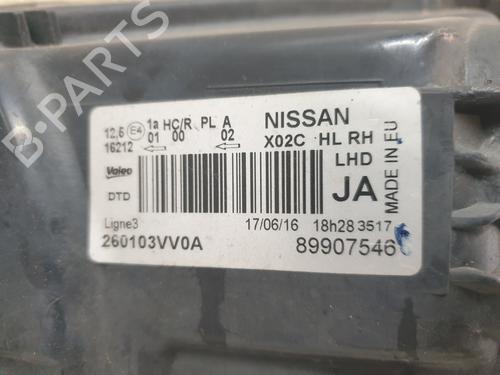 12,5 E4 1a HC/R PL A NISSAN
16212 01 00 02 X02C HL RH
Valeo LHD
DTD JA
MADE IN EU
Ligne3 17/06/16 18h28 3517
260103VV0A 89907546
B-PARTS